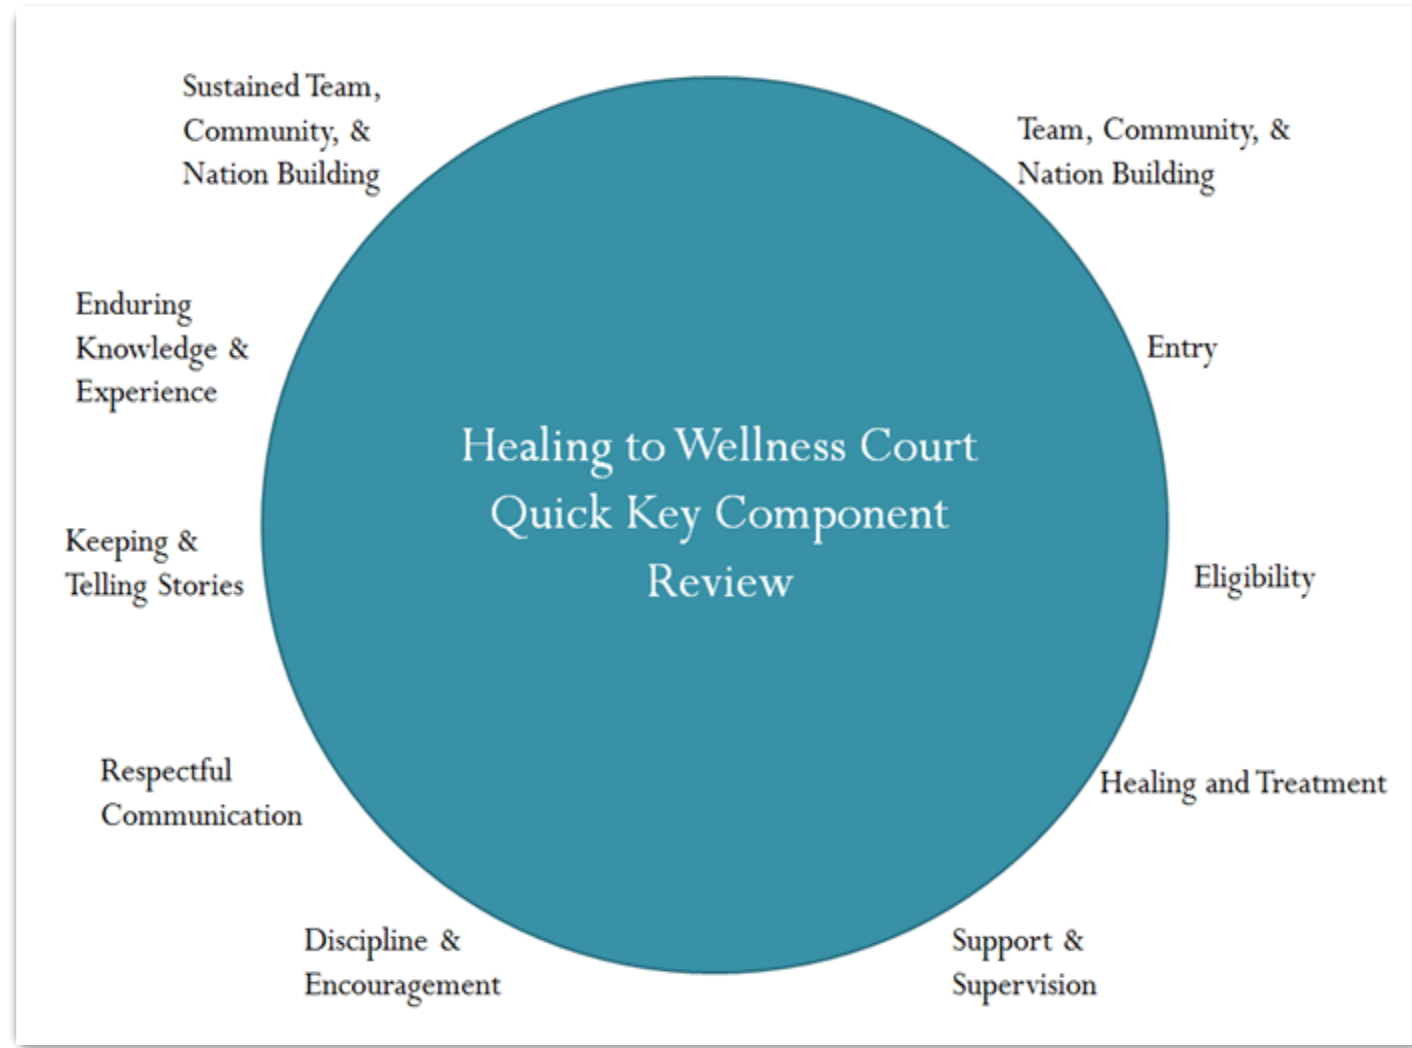 Sustained Team,
Community, &
Nation Building
Team, Community, &
Nation Building
Enduring
Knowledge &
Experience
Entry
Healing to Wellness Court
Quick Key Component
Review
Keeping &
Telling Stories
Eligibility
Respectful
Communication
Healing and Treatment
Discipline &
Encouragement
Support &
Supervision